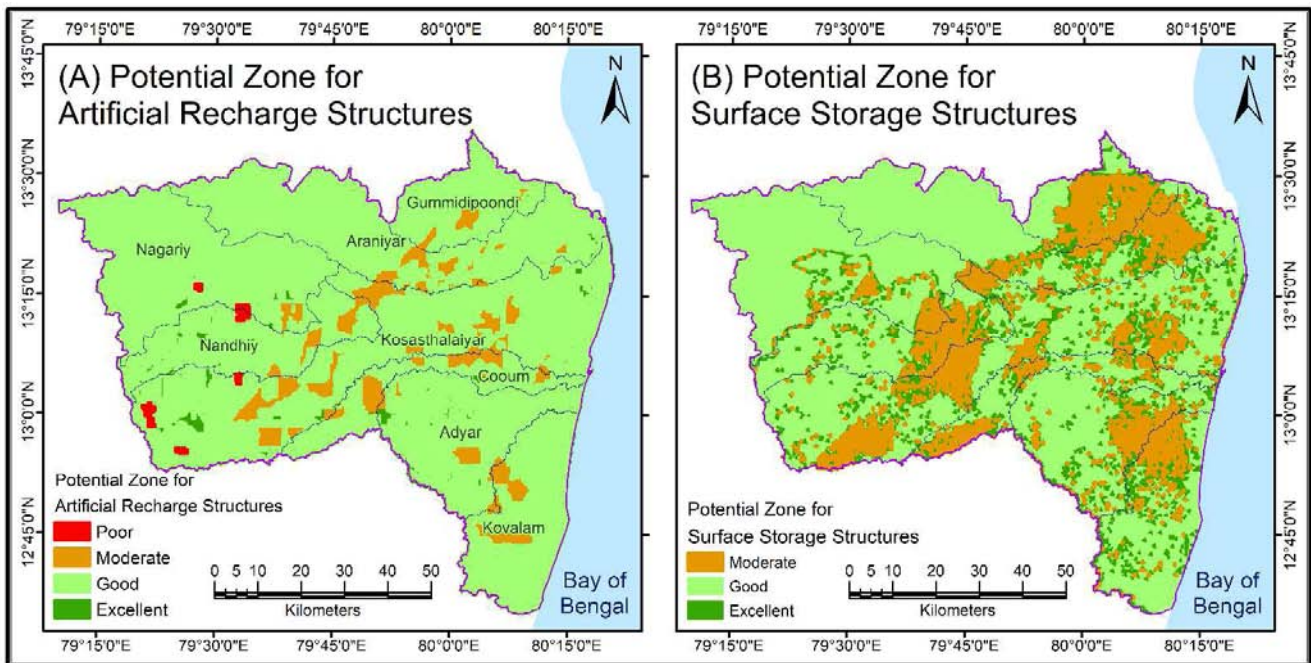 79°15'0"E 79°30'0"E 79°45'0"E 80°0'0"E 80°15'0"E
13°45'0"N
13°30'0"N
13°15'0"N
13°0'0"N
12°45'0"N
(A) Potential Zone for
Artificial Recharge Structures
N
Gummidipoondi
Araniyar
Nagariy
Nandhiy
Kosasthalaiyar
Cooum
Adyar
Kovalam
Potential Zone for
Artificial Recharge Structures
Poor
Moderate
Good
Excellent
0 5 10 20 30 40 50
Kilometers
Bay of
Bengal
79°15'0"E 79°30'0"E 79°45'0"E 80°0'0"E 80°15'0"E
79°15'0"E 79°30'0"E 79°45'0"E 80°0'0"E 80°15'0"E
(B) Potential Zone for
Surface Storage Structures
N
13°45'0"N
13°30'0"N
13°15'0"N
13°0'0"N
12°45'0"N
Potential Zone for
Surface Storage Structures
Moderate
Good
Excellent
0 5 10 20 30 40 50
Kilometers
Bay of
Bengal
79°15'0"E 79°30'0"E 79°45'0"E 80°0'0"E 80°15'0"E